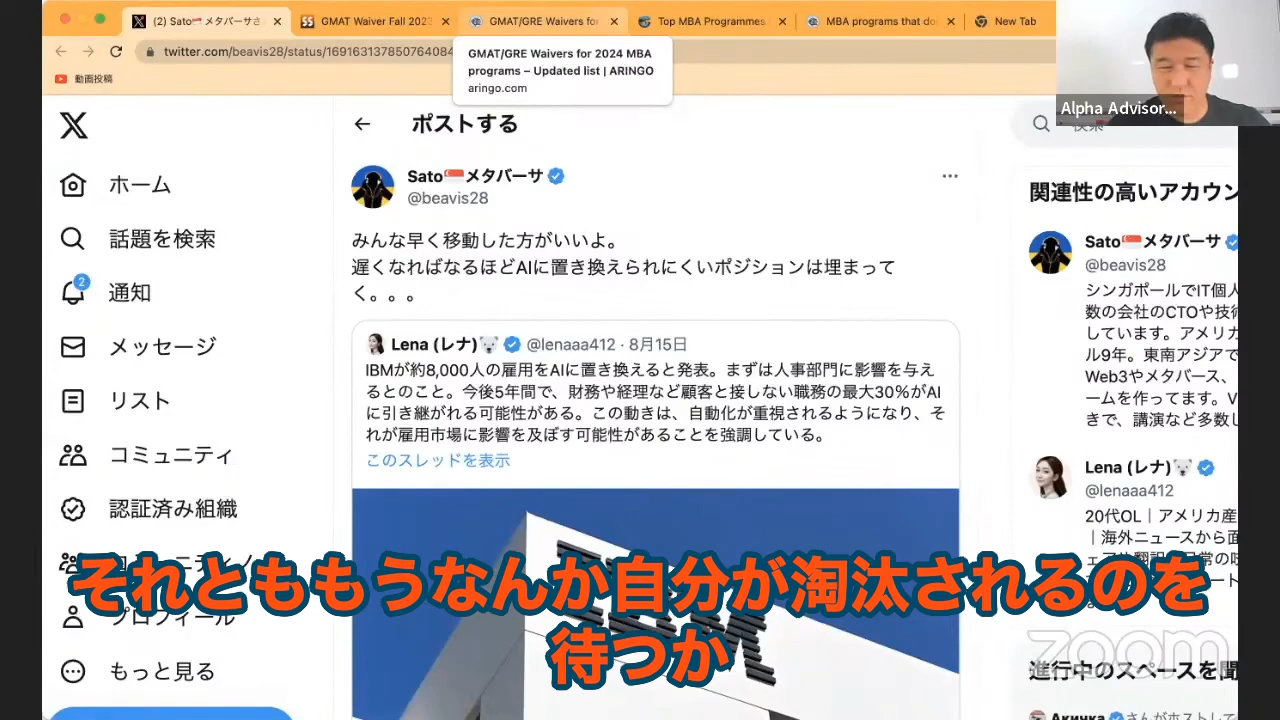 (2) Sato🇸🇬メタバーサさ
GMAT Waiver Fall 2023
GMAT/GRE Waivers for
Top MBA Programmes
MBA programs that do
New Tab
twitter.com/beavis28/status/169163137850764084
動画投稿
GMAT/GRE Waivers for 2024 MBA
programs – Updated list | ARINGO
aringo.com
Alpha Advisor...
X
ホーム
話題を検索
2
通知
メッセージ
リスト
コミュニティ
認証済み組織
プロフィール
もっと見る
ポストする
Sato🇸🇬メタバーサ
@beavis28
みんな早く移動した方がいいよ。
遅くなればなるほどAIに置き換えられにくいポジションは埋まって
く。。。
Lena (レナ)🐻‍❄️ @lenaaa412 · 8月15日
IBMが約8,000人の雇用をAIに置き換えると発表。まずは人事部門に影響を与え
るとのこと。今後5年間で、財務や経理など顧客と接しない職務の最大30%がAI
に引き継がれる可能性がある。この動きは、自動化が重視されるようになり、そ
れが雇用市場に影響を及ぼす可能性があることを強調している。
このスレッドを表示
IBM
検索
関連性の高いアカウン
Sato🇸🇬メタバーサ
@beavis28
シンガポールでIT個人
数の会社のCTOや技術
しています。アメリカ
ル9年。東南アジアで
Web3やメタバース、
ームを作ってます。V
きで、講演など多数し
Lena (レナ)🐻‍❄️
@lenaaa412
20代OL｜アメリカ産
｜海外ニュースから面
進行中のスペースを聞
Акичка さんがホストして
zoom
それとももうなんか自分が淘汰されるのを
待つか